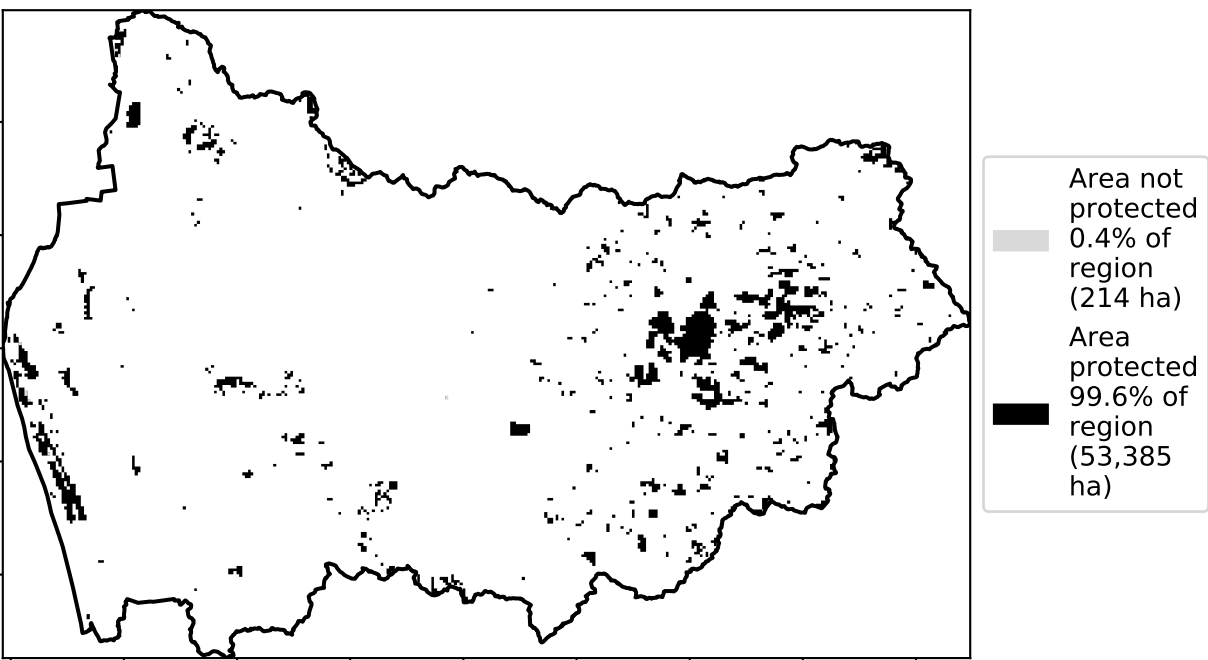 Area not
protected
0.4% of
region
(214 ha)
Area
protected
99.6% of
region
(53,385
ha)